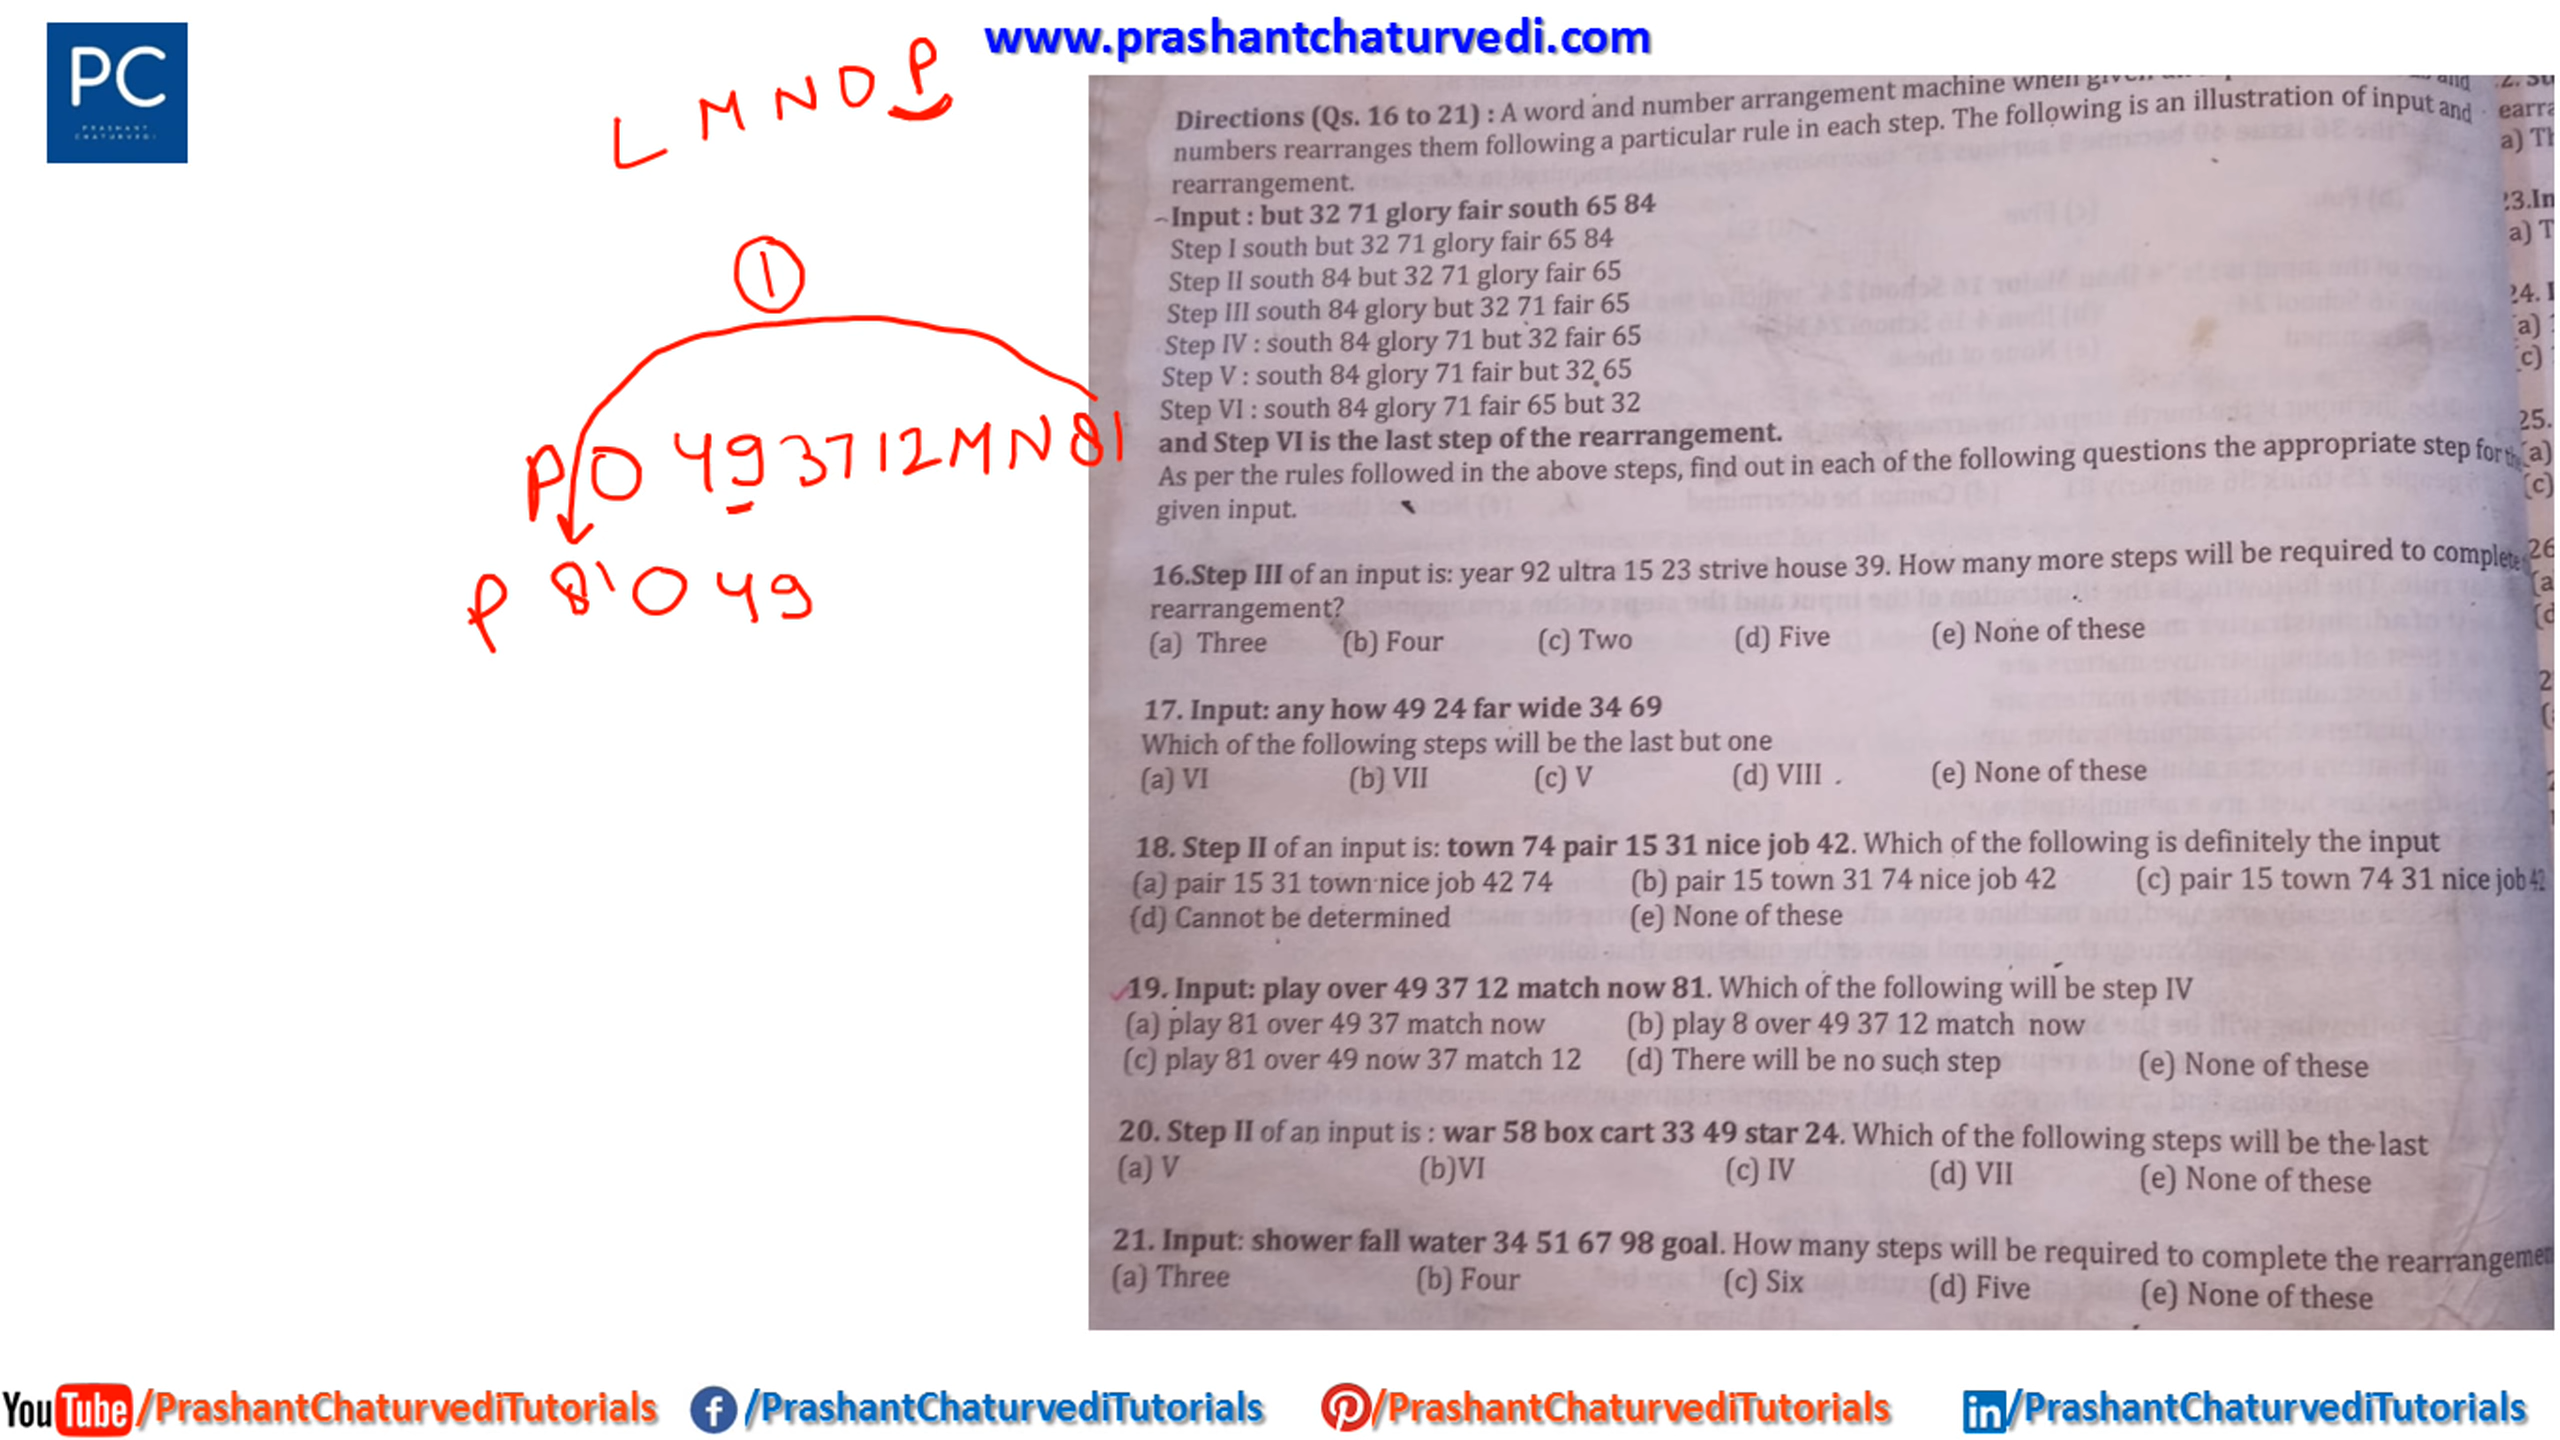 www.prashantchaturvedi.com
PC
PRASHANT
CHATURVEDI
L M N O P
1
P O 49 37 12 M N 81
P 81 O 49
Directions (Qs. 16 to 21) : A word and number arrangement machine when given
numbers rearranges them following a particular rule in each step. The following is an illustration of input and
rearrangement.
Input : but 32 71 glory fair south 65 84
Step I south but 32 71 glory fair 65 84
Step II south 84 but 32 71 glory fair 65
Step III south 84 glory but 32 71 fair 65
Step IV : south 84 glory 71 but 32 fair 65
Step V : south 84 glory 71 fair but 32 65
Step VI : south 84 glory 71 fair 65 but 32
and Step VI is the last step of the rearrangement.
As per the rules followed in the above steps, find out in each of the following questions the appropriate step for the
given input.
16.Step III of an input is: year 92 ultra 15 23 strive house 39. How many more steps will be required to complete
rearrangement?
(a) Three (b) Four (c) Two (d) Five (e) None of these
17. Input: any how 49 24 far wide 34 69
Which of the following steps will be the last but one
(a) VI (b) VII (c) V (d) VIII . (e) None of these
18. Step II of an input is: town 74 pair 15 31 nice job 42. Which of the following is definitely the input
(a) pair 15 31 town nice job 42 74 (b) pair 15 town 31 74 nice job 42 (c) pair 15 town 74 31 nice job 42
(d) Cannot be determined (e) None of these
19. Input: play over 49 37 12 match now 81. Which of the following will be step IV
(a) play 81 over 49 37 match now (b) play 8 over 49 37 12 match now
(c) play 81 over 49 now 37 match 12 (d) There will be no such step (e) None of these
20. Step II of an input is : war 58 box cart 33 49 star 24. Which of the following steps will be the last
(a) V (b)VI (c) IV (d) VII (e) None of these
21. Input: shower fall water 34 51 67 98 goal. How many steps will be required to complete the rearrangemen
(a) Three (b) Four (c) Six (d) Five (e) None of these
earra
a) Th
23.In
a) T
24. I
(a)
(c)
25.
(a)
(c)
26
(a
(d
YouTube /PrashantChaturvediTutorials f /PrashantChaturvediTutorials /PrashantChaturvediTutorials in /PrashantChaturvediTutorials